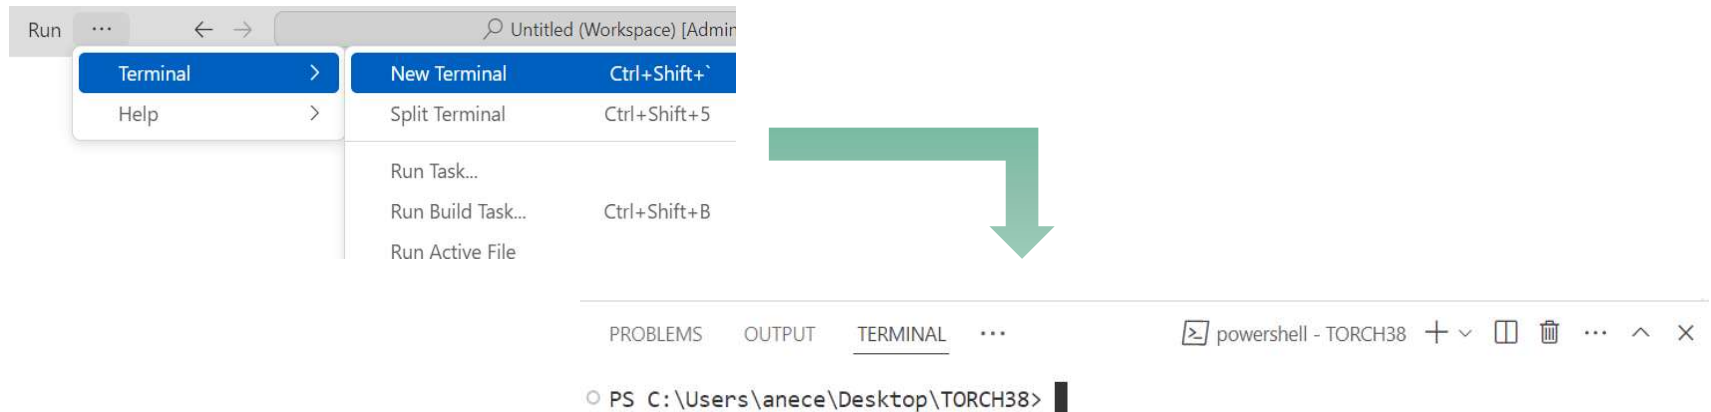 Run ··· ← → Untitled (Workspace) [Admin
Terminal > New Terminal Ctrl+Shift+`
Help > Split Terminal Ctrl+Shift+5
Run Task...
Run Build Task... Ctrl+Shift+B
Run Active File
PROBLEMS OUTPUT TERMINAL ··· powershell - TORCH38
PS C:\Users\anece\Desktop\TORCH38>